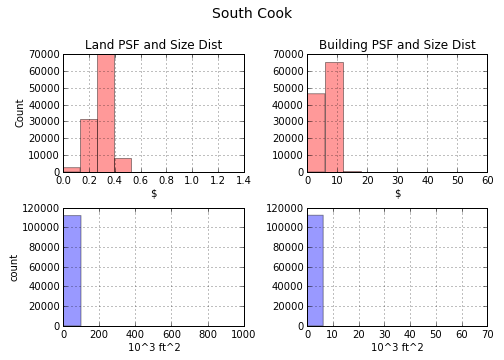 South Cook
Land PSF and Size Dist
Building PSF and Size Dist
70000
60000
50000
40000
30000
20000
10000
0
Count
0.0 0.2 0.4 0.6 0.8 1.0 1.2 1.4
$
70000
60000
50000
40000
30000
20000
10000
0
0 10 20 30 40 50 60
$
120000
100000
80000
60000
40000
20000
0
count
0 200 400 600 800 1000
10^3 ft^2
120000
100000
80000
60000
40000
20000
0
0 10 20 30 40 50 60 70
10^3 ft^2